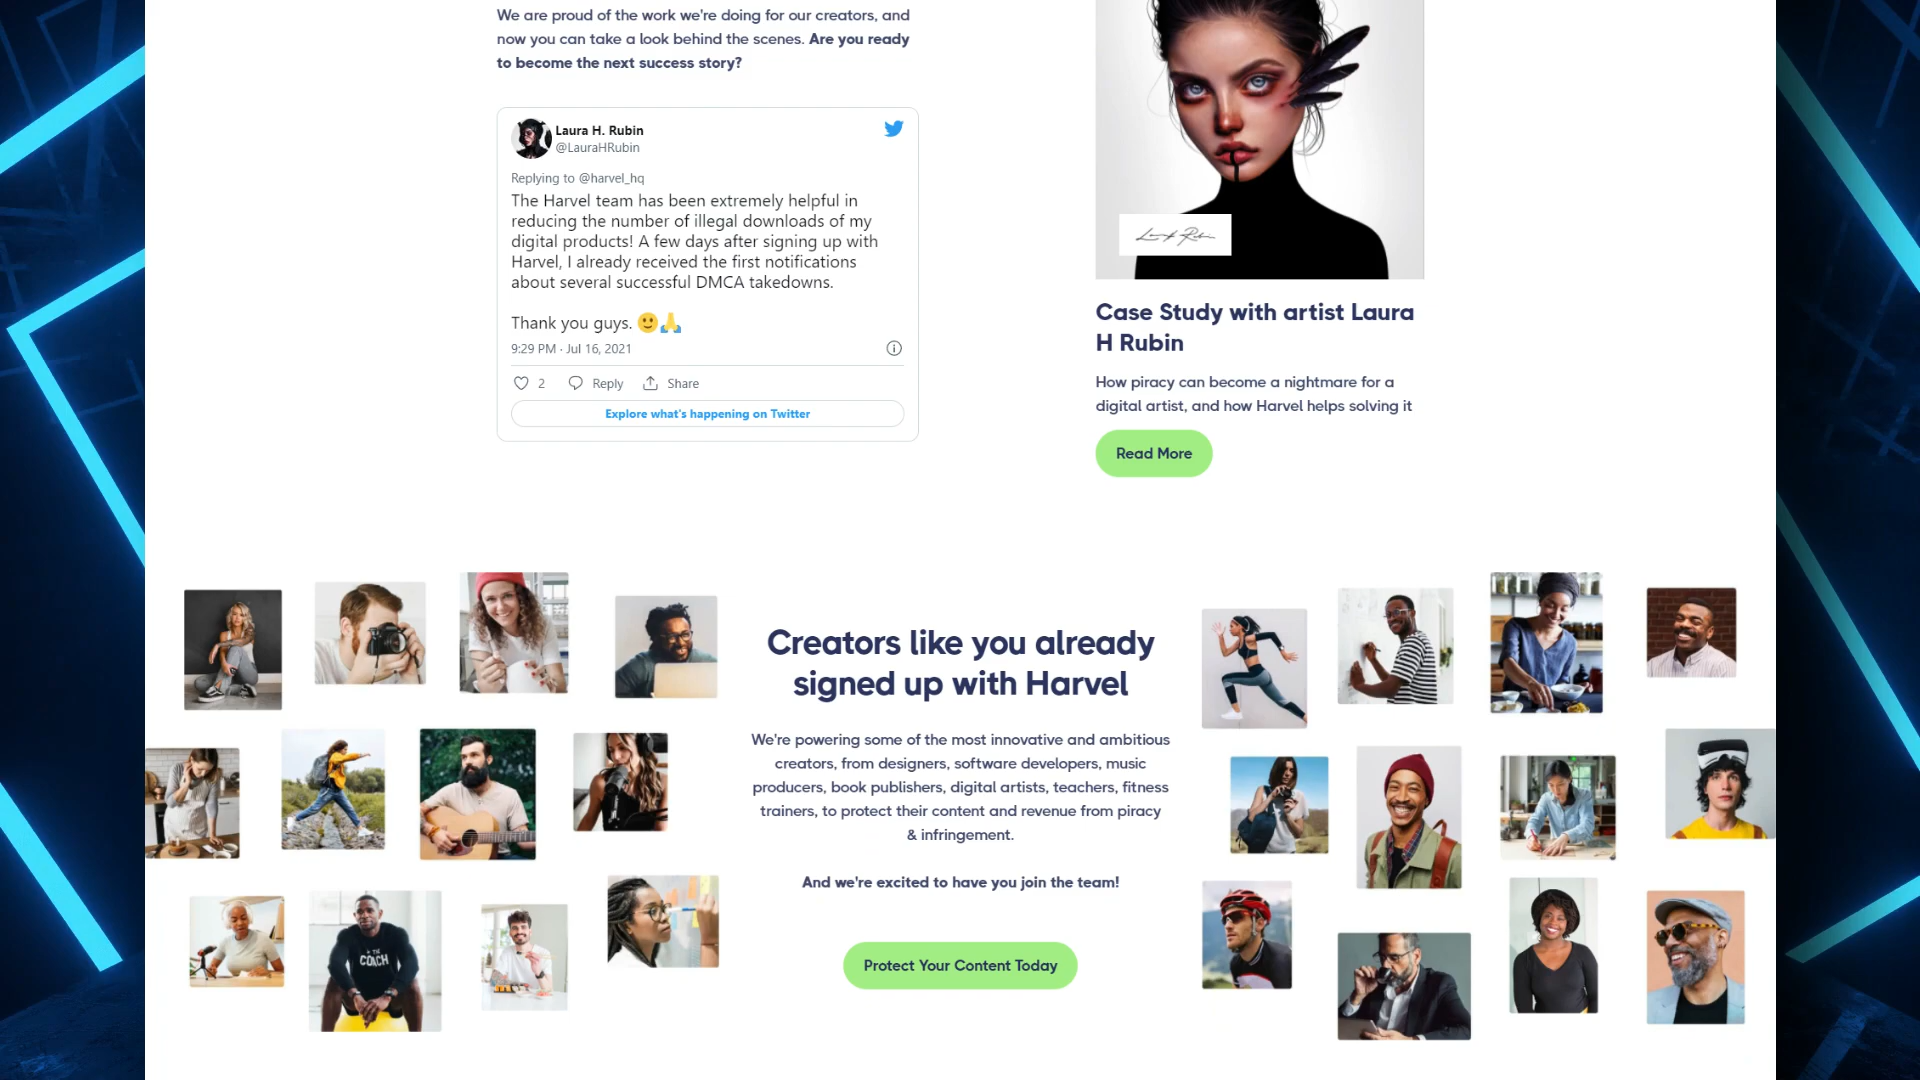 We are proud of the work we're doing for our creators, and
now you can take a look behind the scenes. Are you ready
to become the next success story?
Laura H. Rubin
@LauraHRubin
Replying to @harvel_hq
The Harvel team has been extremely helpful in
reducing the number of illegal downloads of my
digital products! A few days after signing up with
Harvel, I already received the first notifications
about several successful DMCA takedowns.
Thank you guys. 🙂🙏
9:29 PM · Jul 16, 2021
2 Reply Share
Explore what's happening on Twitter
Case Study with artist Laura
H Rubin
How piracy can become a nightmare for a
digital artist, and how Harvel helps solving it
Read More
Creators like you already
signed up with Harvel
We're powering some of the most innovative and ambitious
creators, from designers, software developers, music
producers, book publishers, digital artists, teachers, fitness
trainers, to protect their content and revenue from piracy
& infringement.
And we're excited to have you join the team!
Protect Your Content Today
COACH